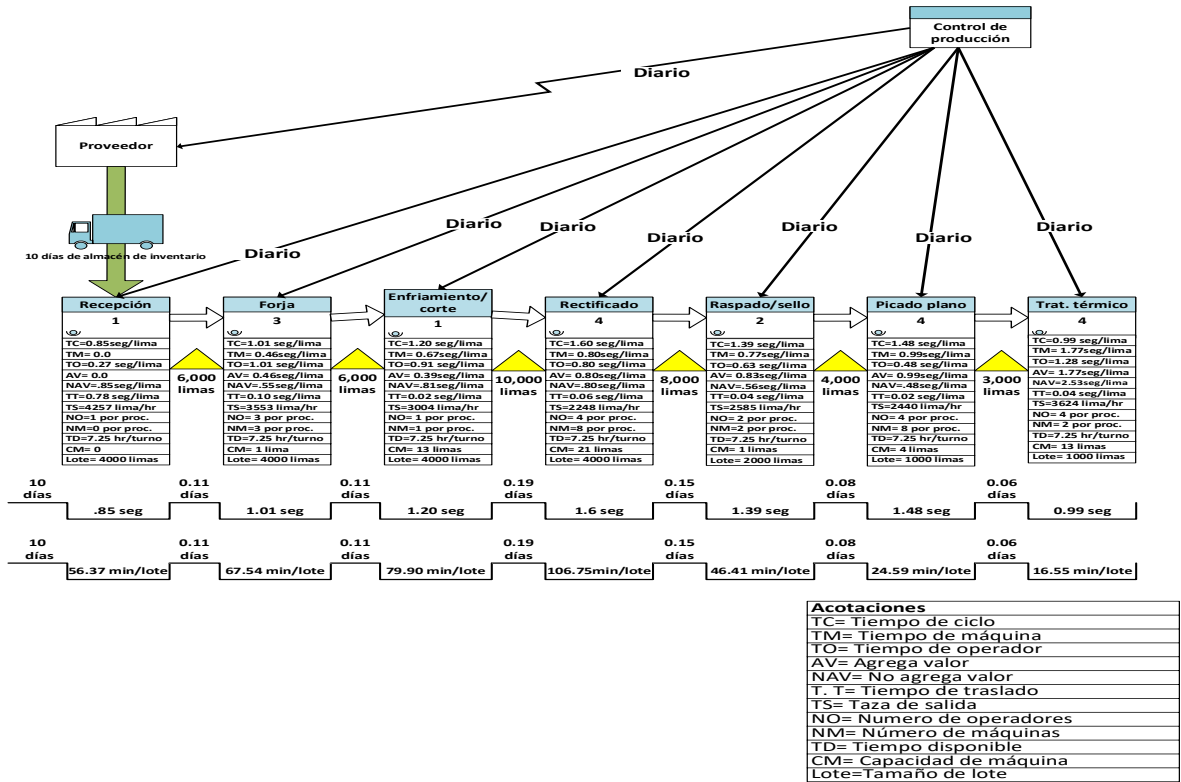 Control de
producción
Diario
Proveedor
10 días de almacén de inventario
Diario
Diario
Diario
Diario
Diario
Diario
Diario
Recepción
1
TC=0.85seg/lima
TM= 0.0
TO=0.27 seg/lima
AV= 0.0
NAV=.85seg/lima
TT=0.78 seg/lima
TS=4257 lima/hr
NO=1 por proc.
NM=0 por proc.
TD=7.25 hr/turno
CM= 0
Lote= 4000 limas
6,000
limas
Forja
3
TC=1.01 seg/lima
TM= 0.46seg/lima
TO=1.01 seg/lima
AV= 0.46seg/lima
NAV=.55seg/lima
TT=0.10 seg/lima
TS=3553 lima/hr
NO= 3 por proc.
NM=3 por proc.
TD=7.25 hr/turno
CM= 1 lima
Lote= 4000 limas
6,000
limas
Enfriamiento/
corte
1
TC=1.20 seg/lima
TM= 0.67seg/lima
TO=0.91 seg/lima
AV= 0.39seg/lima
NAV=.81seg/lima
TT=0.02 seg/lima
TS=3004 lima/hr
NO= 1 por proc.
NM=1 por proc.
TD=7.25 hr/turno
CM= 13 limas
Lote= 4000 limas
10,000
limas
Rectificado
4
TC=1.60 seg/lima
TM= 0.80seg/lima
TO=0.80 seg/lima
AV= 0.80seg/lima
NAV=.80seg/lima
TT=0.06 seg/lima
TS=2248 lima/hr
NO= 4 por proc.
NM=8 por proc.
TD=7.25 hr/turno
CM= 21 limas
Lote= 4000 limas
8,000
limas
Raspado/sello
2
TC=1.39 seg/lima
TM= 0.77seg/lima
TO=0.63 seg/lima
AV= 0.83seg/lima
NAV=.56seg/lima
TT=0.04 seg/lima
TS=2585 lima/hr
NO= 2 por proc.
NM=2 por proc.
TD=7.25 hr/turno
CM= 1 limas
Lote= 2000 limas
4,000
limas
Picado plano
4
TC=1.48 seg/lima
TM= 0.99seg/lima
TO=0.48 seg/lima
AV= 0.99seg/lima
NAV=.48seg/lima
TT=0.02 seg/lima
TS=2440 lima/hr
NO= 4 por proc.
NM= 8 por proc.
TD=7.25 hr/turno
CM= 4 limas
Lote= 1000 limas
3,000
limas
Trat. térmico
4
TC=0.99 seg/lima
TM= 1.77seg/lima
TO=1.28 seg/lima
AV= 1.77seg/lima
NAV=2.53seg/lima
TT=0.04 seg/lima
TS=3624 lima/hr
NO= 4 por proc.
NM= 2 por proc.
TD=7.25 hr/turno
CM= 13 limas
Lote= 1000 limas
10
días
.85 seg
0.11
días
1.01 seg
0.11
días
1.20 seg
0.19
días
1.6 seg
0.15
días
1.39 seg
0.08
días
1.48 seg
0.06
días
0.99 seg
10
días
56.37 min/lote
0.11
días
67.54 min/lote
0.11
días
79.90 min/lote
0.19
días
106.75min/lote
0.15
días
46.41 min/lote
0.08
días
24.59 min/lote
0.06
días
16.55 min/lote
Acotaciones
TC= Tiempo de ciclo
TM= Tiempo de máquina
TO= Tiempo de operador
AV= Agrega valor
NAV= No agrega valor
T. T= Tiempo de traslado
TS= Taza de salida
NO= Numero de operadores
NM= Número de máquinas
TD= Tiempo disponible
CM= Capacidad de máquina
Lote=Tamaño de lote